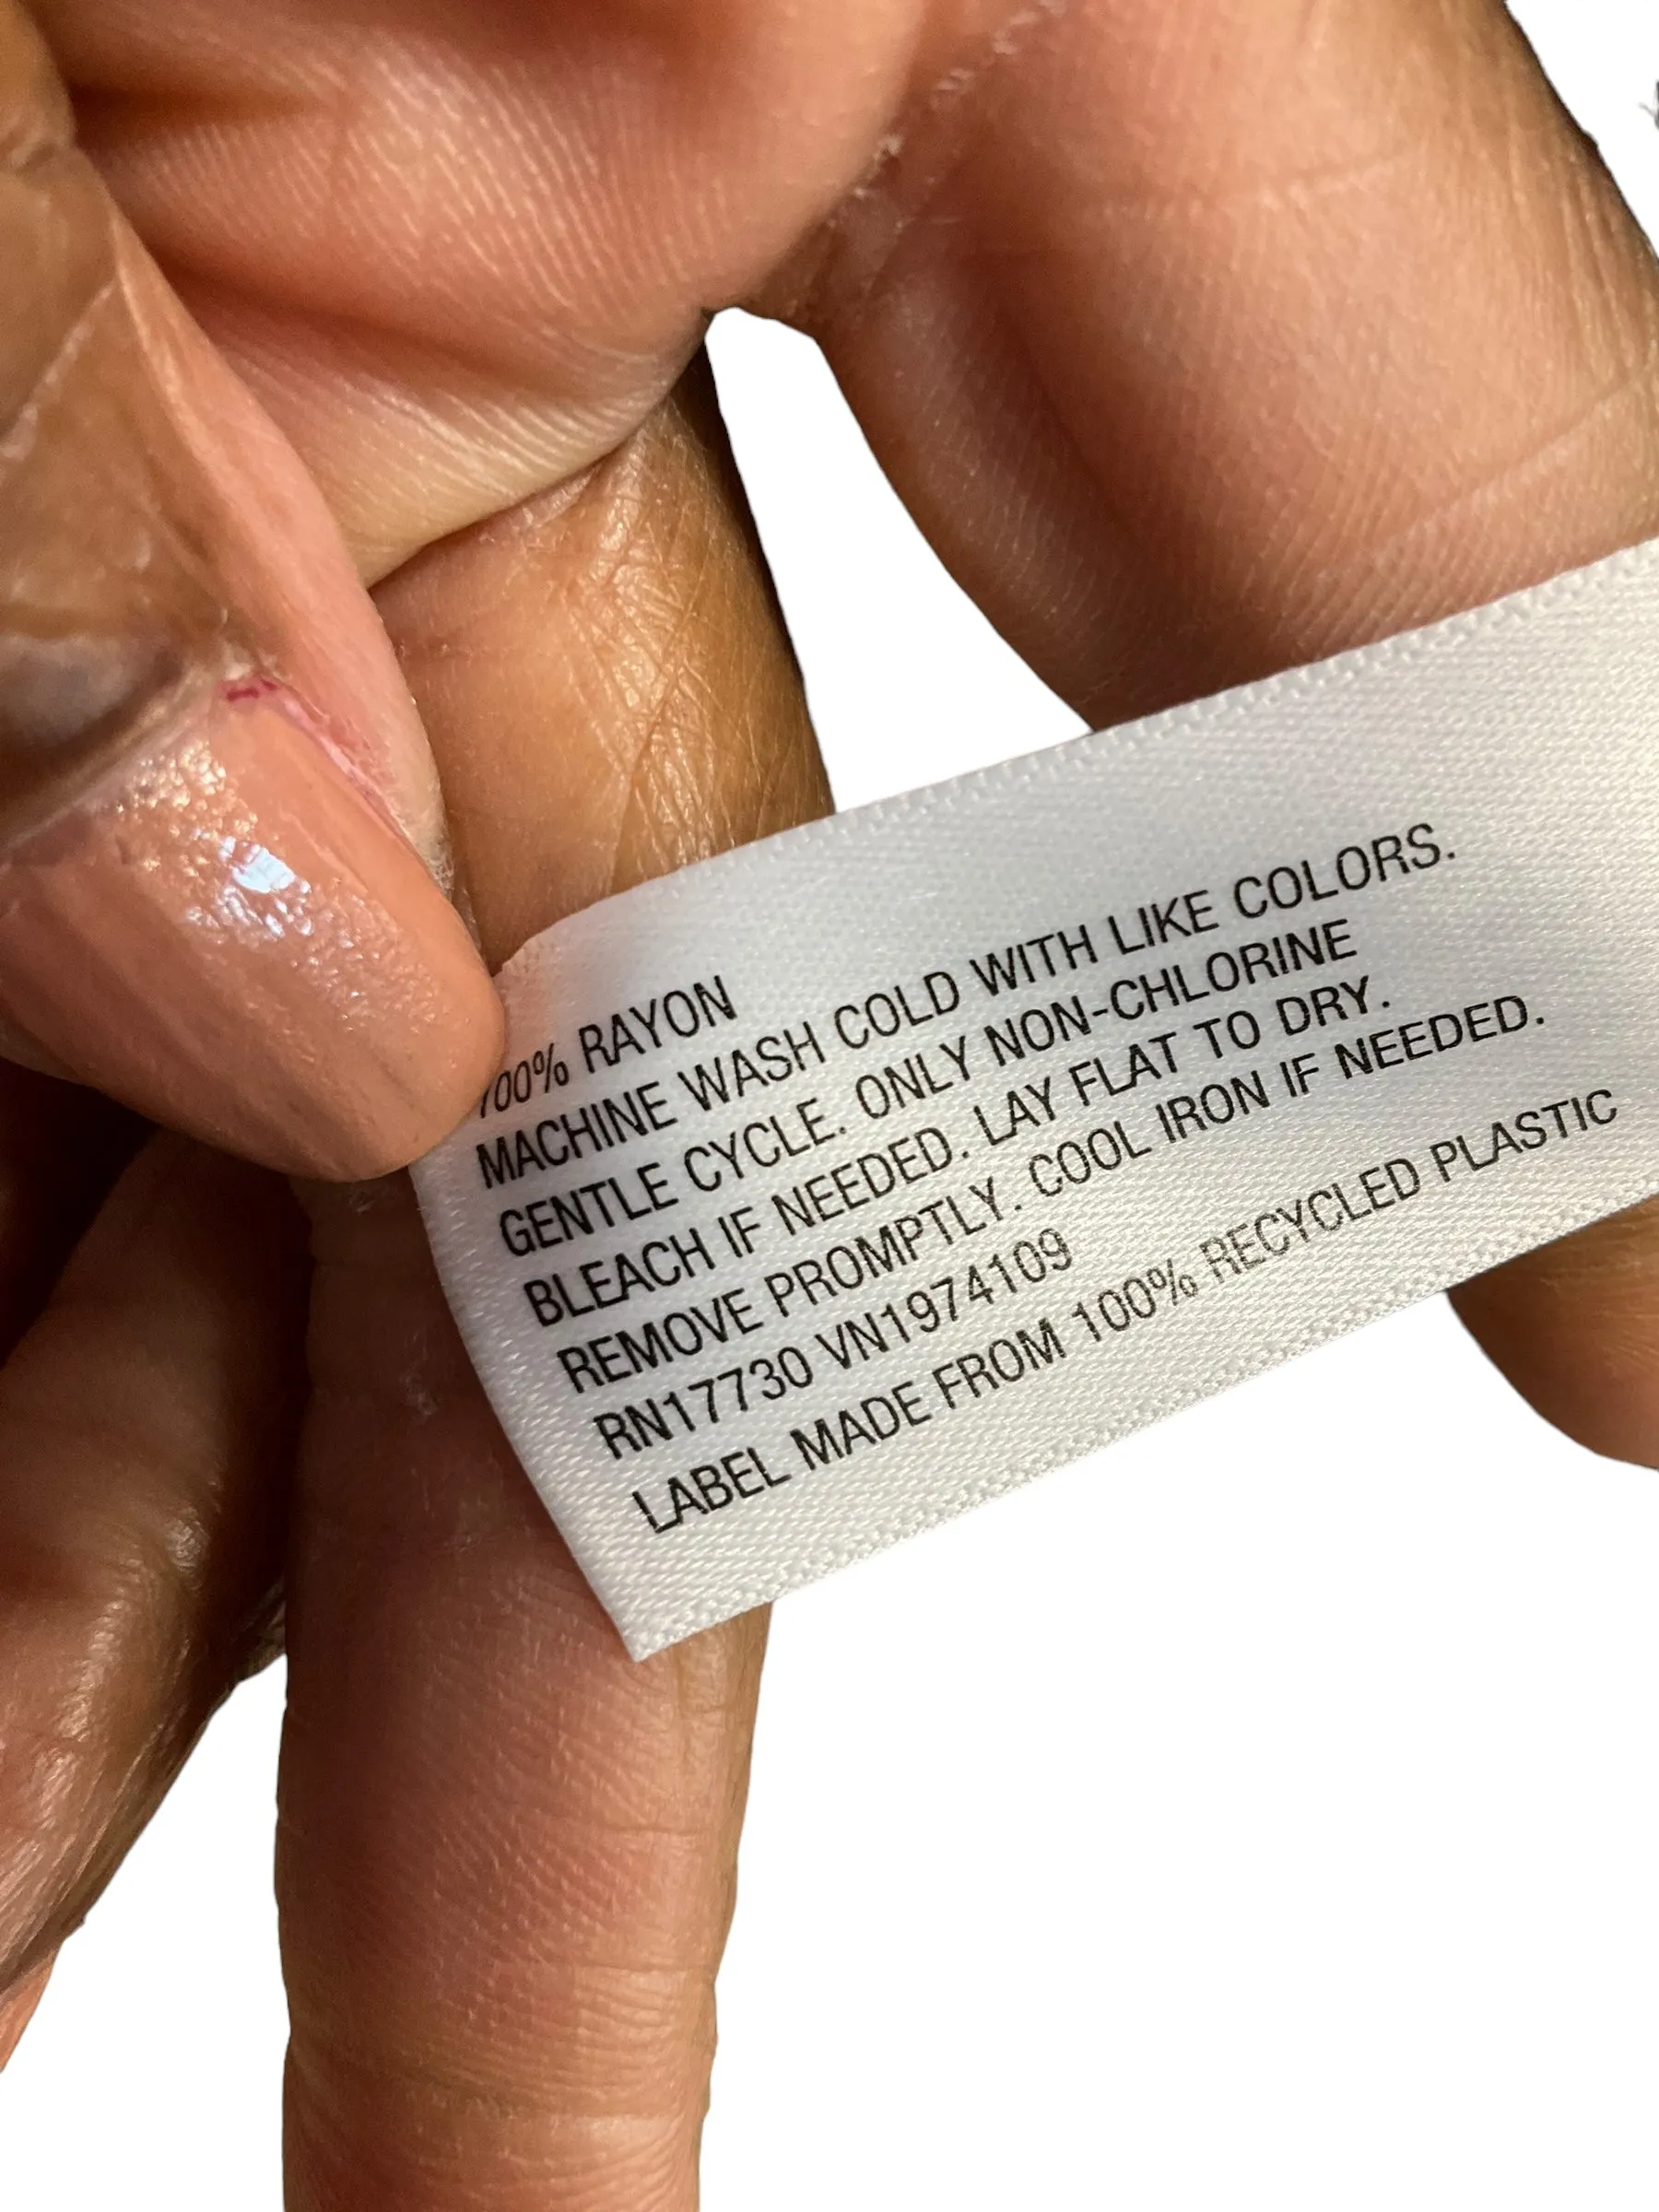 100% RAYON
MACHINE WASH COLD WITH LIKE COLORS.
GENTLE CYCLE. ONLY NON-CHLORINE
BLEACH IF NEEDED. LAY FLAT TO DRY.
REMOVE PROMPTLY. COOL IRON IF NEEDED.
RN17730 VN1974109
LABEL MADE FROM 100% RECYCLED PLASTIC